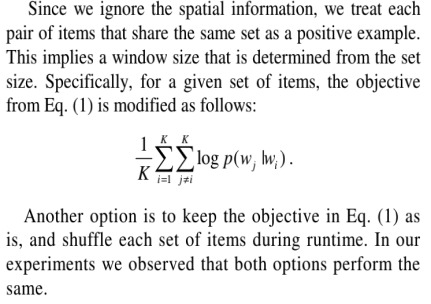 Since we ignore the spatial information, we treat each
pair of items that share the same set as a positive example.
This implies a window size that is determined from the set
size. Specifically, for a given set of items, the objective
from Eq. (1) is modified as follows:
$\frac{1}{K}\sum_{i=1}^{K}\sum_{j \neq i}^{K} \log p(w_j | w_i).$
Another option is to keep the objective in Eq. (1) as
is, and shuffle each set of items during runtime. In our
experiments we observed that both options perform the
same.